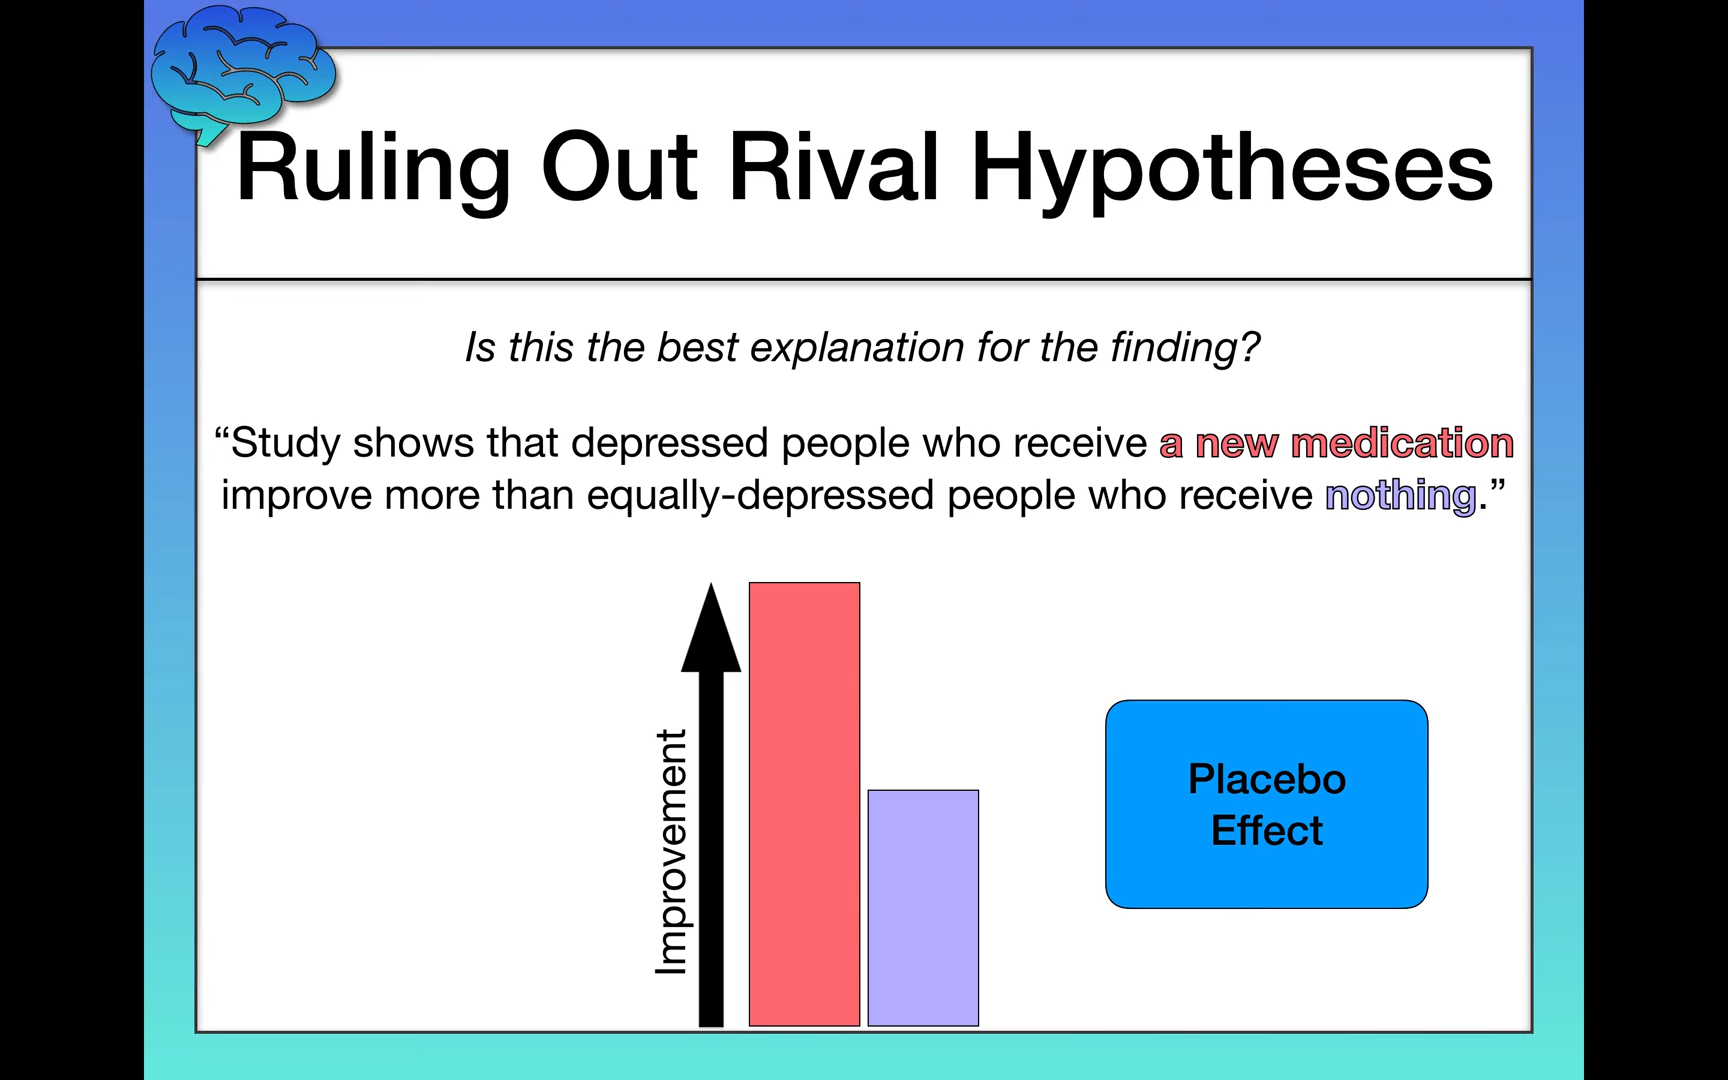 Ruling Out Rival Hypotheses
Is this the best explanation for the finding?
“Study shows that depressed people who receive a new medication
improve more than equally-depressed people who receive nothing.”
Improvement
Placebo
Effect